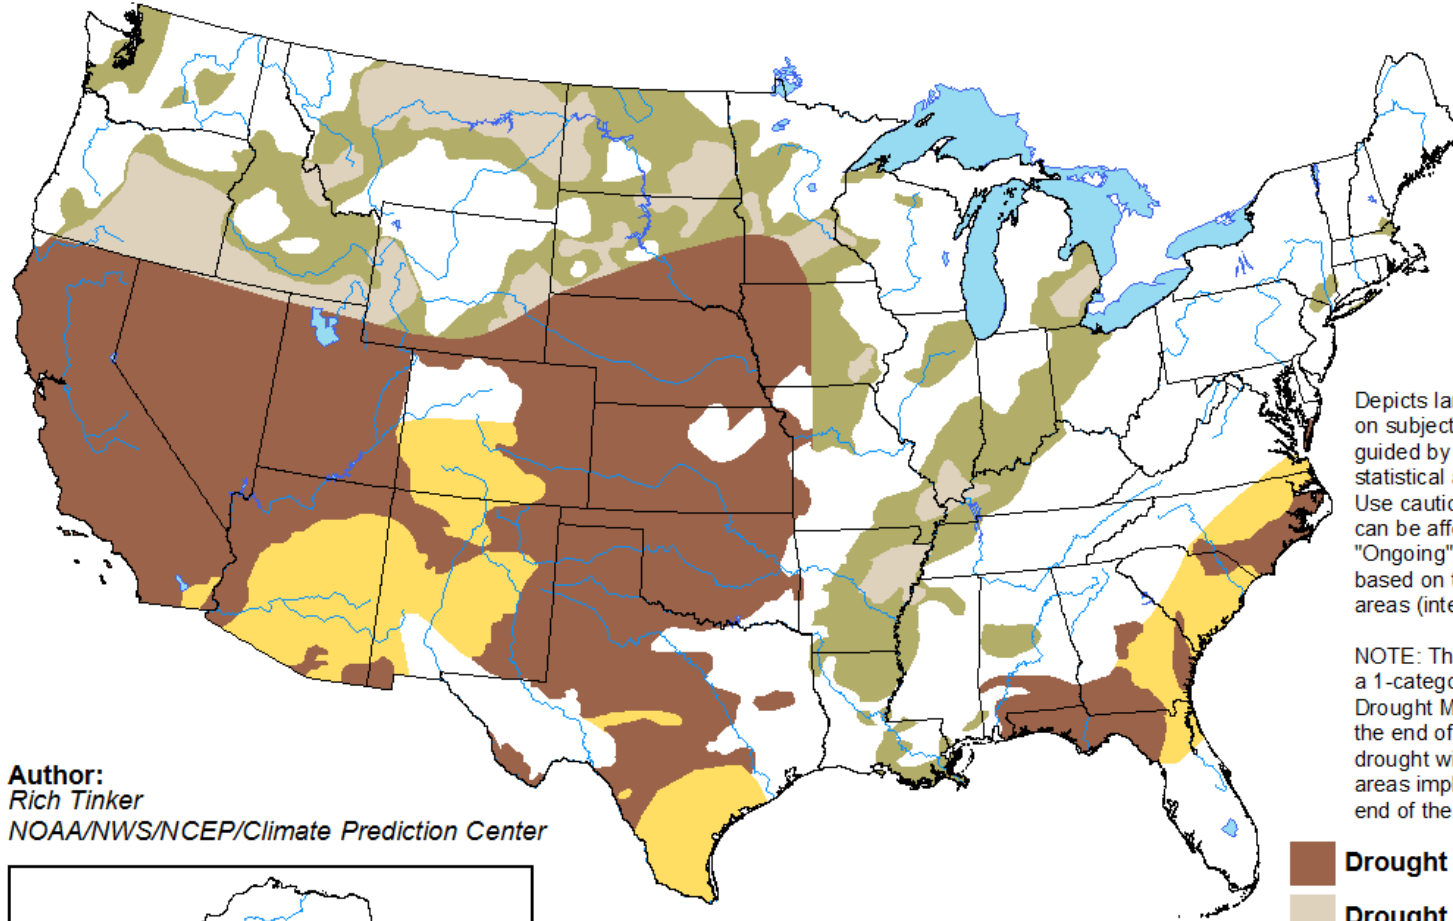 Depicts la
on subject
guided by
statistical
Use cautio
can be affe
"Ongoing"
based on t
areas (inte
NOTE: Th
a 1-catego
Drought M
the end of
drought wi
areas impl
end of the
Author:
Rich Tinker
NOAA/NWS/NCEP/Climate Prediction Center
Drought
Drought